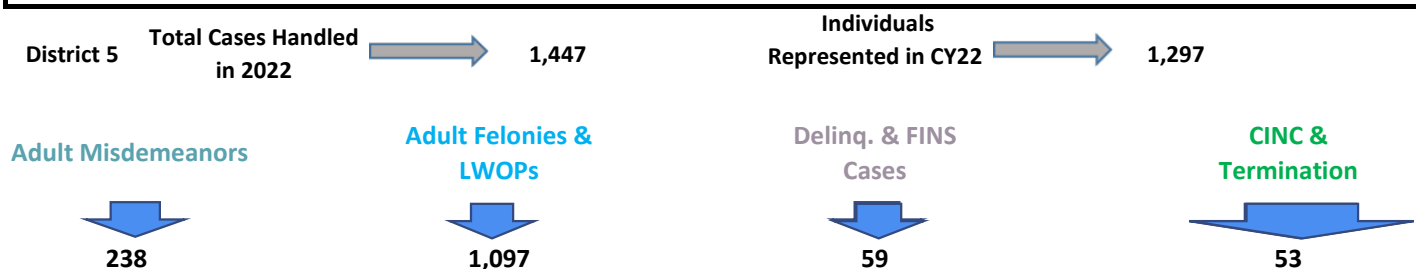 District 5
Total Cases Handled
in 2022
1,447
Individuals
Represented in CY22
1,297
Adult Misdemeanors
Adult Felonies &
LWOPs
Delinq. & FINS
Cases
CINC &
Termination
238
1,097
59
53